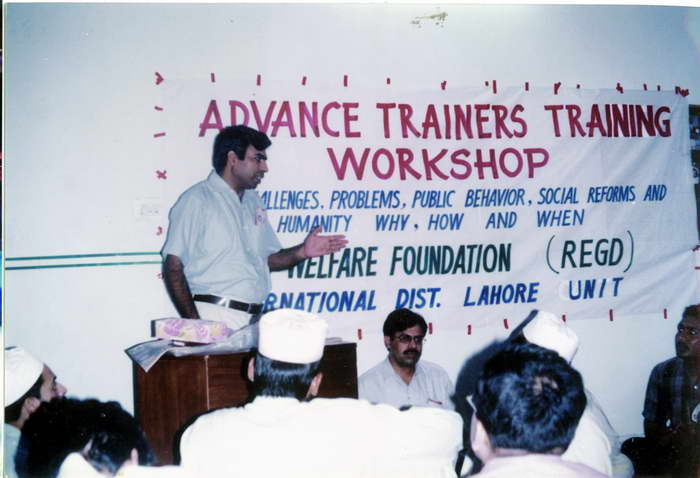 ADVANCE TRAINERS TRAINING
WORKSHOP
ALLENGES, PROBLEMS, PUBLIC BEHAVIOR, SOCIAL REFORMS AND
HUMANITY WHY, HOW AND WHEN
WELFARE FOUNDATION (REGD)
RNATIONAL DIST. LAHORE UNIT